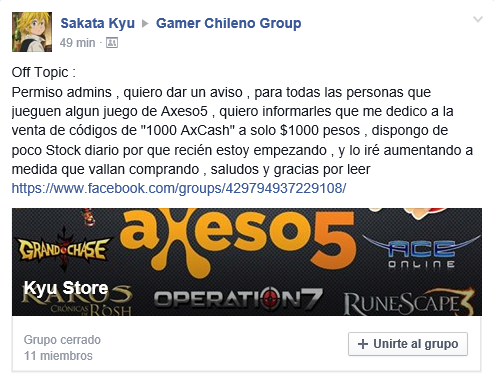 Sakata Kyu ▶ Gamer Chileno Group
49 min ·
Off Topic :
Permiso admins , quiero dar un aviso , para todas las personas que
jueguen algun juego de Axeso5 , quiero informarles que me dedico a la
venta de códigos de "1000 AxCash" a solo $1000 pesos , dispongo de
poco Stock diario por que recién estoy empezando , y lo iré aumentando a
medida que vallan comprando , saludos y gracias por leer
https://www.facebook.com/groups/429794937229108/
axeso5
GRAND CHASE
ACE
ONLINE
Kyu Store
CRÓNICAS ROSH
OPERATION7
RUNESCAPE 3
Grupo cerrado
11 miembros
+ Unirte al grupo